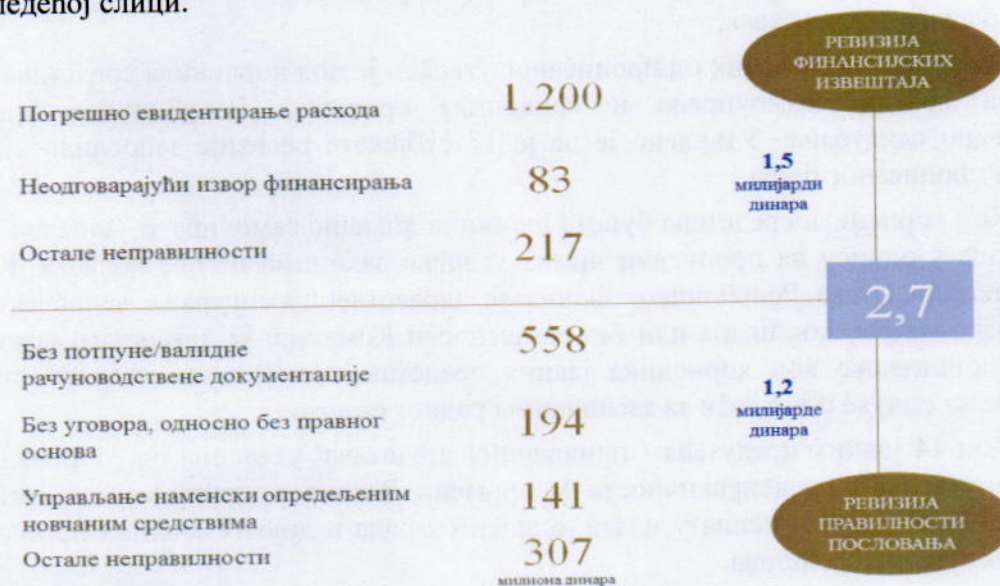 слици.
Погрешно евидентирање расхода
1.200
Неодговарајући извор финансирања
83
Остале неправилности
217
1,5
милијарди
динара
РЕВИЗИЈА
ФИНАНСИЈСКИХ
ИЗВЕШТАЈА
2,7
Без потпуне/валидне
рачуноводствене документације
558
Без уговора, односно без правног
основа
194
Управљање наменски опредељеним
новчаним средствима
141
Остале неправилности
307
милиона динара
1,2
милијарде
динара
РЕВИЗИЈА
ПРАВИЛНОСТИ
ПОСЛОВАЊА